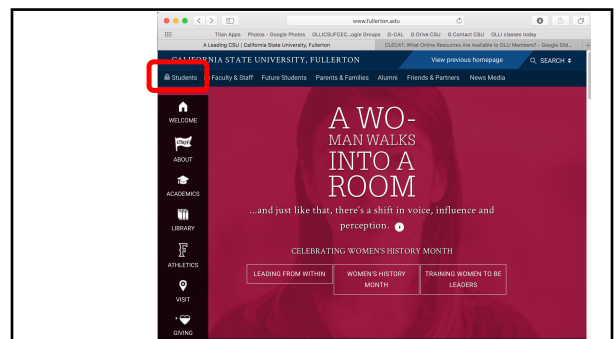 www.fullerton.edu
Titan Apps Photos - Google Photos OLLICSUFCEC...ogle Groups G-CAL G Drive CSU G Contact CSU OLLI classes today
A Leading CSU | California State University, Fullerton CLECAT: What Online Resources Are Available to OLLI Members? - Google Slid...
CALIFORNIA STATE UNIVERSITY, FULLERTON View previous homepage SEARCH
Students Faculty & Staff Future Students Parents & Families Alumni Friends & Partners News Media
WELCOME
ABOUT
ACADEMICS
LIBRARY
ATHLETICS
VISIT
GIVING
A WO-
MAN WALKS
INTO A
ROOM
...and just like that, there's a shift in voice, influence and
perception.
CELEBRATING WOMEN'S HISTORY MONTH
LEADING FROM WITHIN
WOMEN'S HISTORY
MONTH
TRAINING WOMEN TO BE
LEADERS